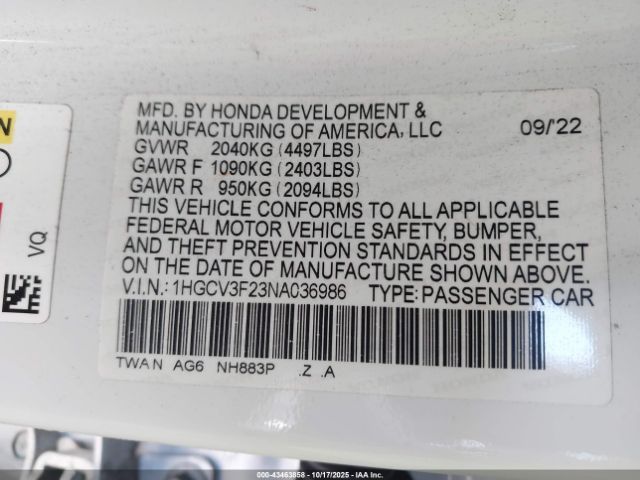 MFD. BY HONDA DEVELOPMENT &
MANUFACTURING OF AMERICA, LLC 09/'22
GVWR 2040KG (4497LBS)
GAWR F 1090KG (2403LBS)
GAWR R 950KG (2094LBS)
THIS VEHICLE CONFORMS TO ALL APPLICABLE
FEDERAL MOTOR VEHICLE SAFETY, BUMPER,
AND THEFT PREVENTION STANDARDS IN EFFECT
ON THE DATE OF MANUFACTURE SHOWN ABOVE.
V.I.N.: 1HGCV3F23NA036986 TYPE: PASSENGER CAR
TWA N AG6 NH883P .Z .A
VQ
000-43463858 - 10/17/2025 - IAA Inc.